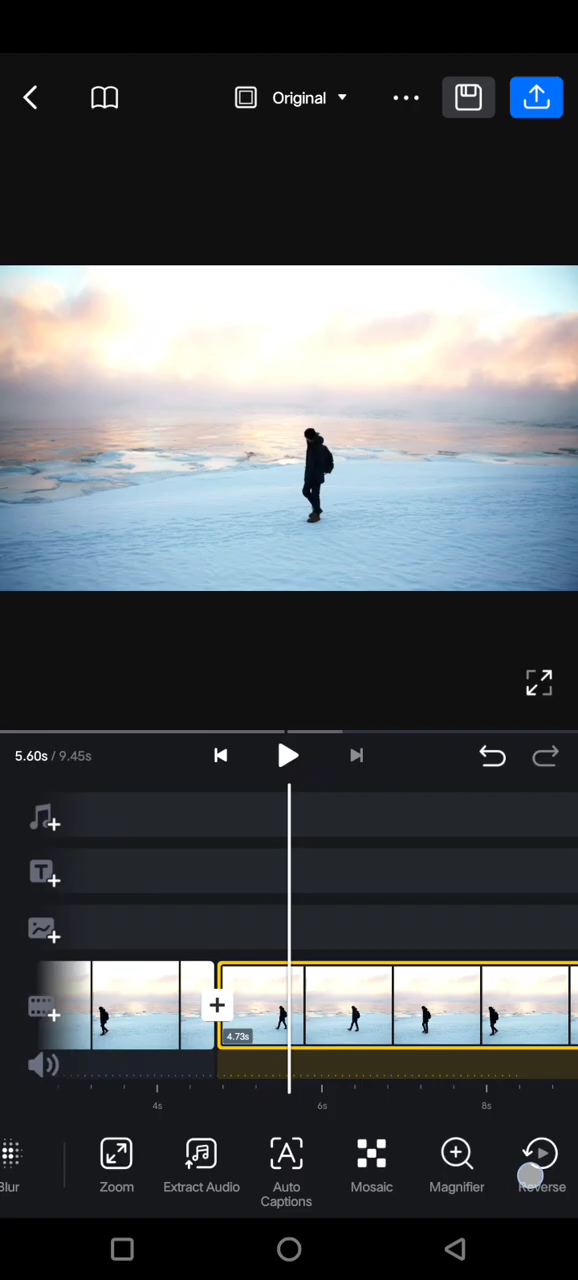 Original
5.60s / 9.45s
4.73s
4s
6s
8s
Blur
Zoom
Extract Audio
Auto
Captions
Mosaic
Magnifier
Reverse